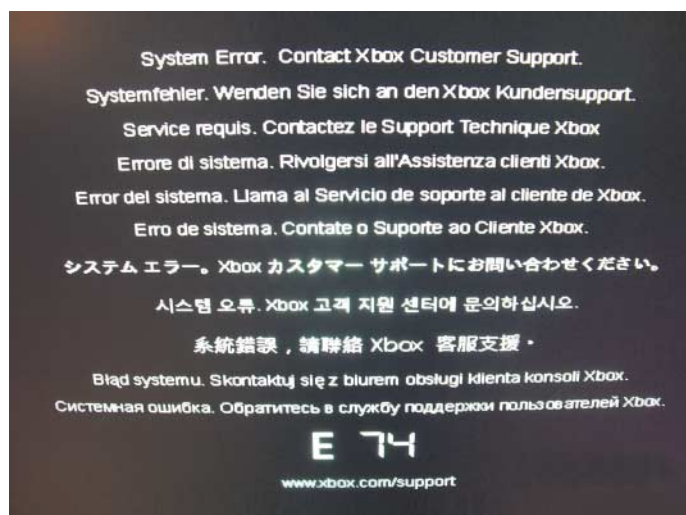 System Error. Contact Xbox Customer Support.
Systemfehler. Wenden Sie sich an den Xbox Kundensupport.
Service requis. Contactez le Support Technique Xbox
Errore di sistema. Rivolgersi all'Assistenza clienti Xbox.
Error del sistema. Llama al Servicio de soporte al cliente de Xbox.
Erro de sistema. Contate o Suporte ao Cliente Xbox.
システム エラー。Xbox カスタマー サポートにお問い合わせください。
시스템 오류. Xbox 고객 지원 센터에 문의하십시오.
系統錯誤，請聯絡 Xbox 客服支援。
Błąd systemu. Skontaktuj się z biurem obsługi klienta konsoli Xbox.
Системная ошибка. Обратитесь в службу поддержки пользователей Xbox.
E 74
www.xbox.com/support